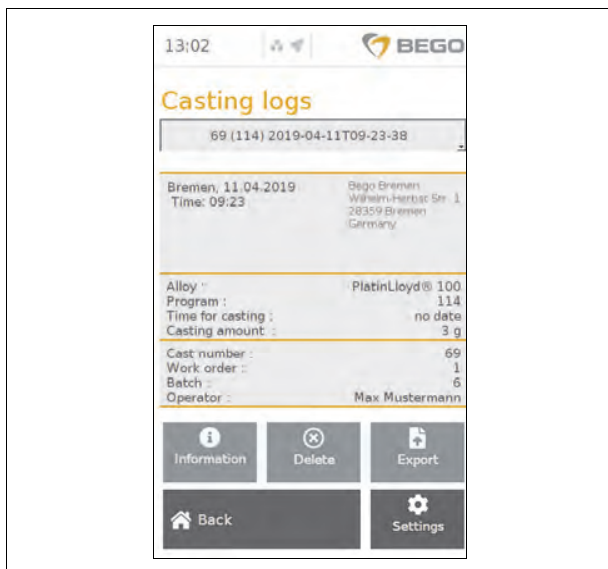 13:02
BEGO
Casting logs
69 (114) 2019-04-11T09-23-38
Bremen, 11.04.2019
Time: 09:23
Bego Bremen
Wilhelm-Herbst Str. 1
28359 Bremen
Germany
Alloy : PlatinLloyd® 100
Program : 114
Time for casting : no date
Casting amount : 3 g
Cast number : 69
Work order : 1
Batch : 6
Operator : Max Mustermann
Information
Delete
Export
Back
Settings